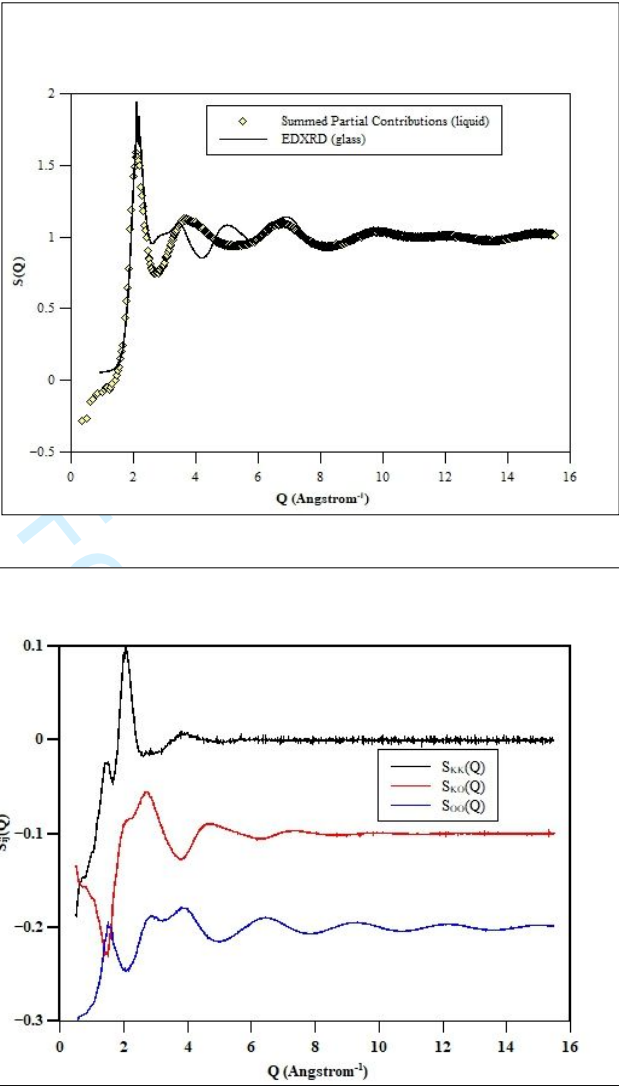 2
1.5
1
0.5
0
−0.5
S(Q)
Summed Partial Contributions (liquid)
EDXRD (glass)
0 2 4 6 8 10 12 14 16
Q (Angstrom⁻¹)
0.1
0
−0.1
−0.2
−0.3
Sij(Q)
SKK(Q)
SKO(Q)
SOO(Q)
0 2 4 6 8 10 12 14 16
Q (Angstrom⁻¹)